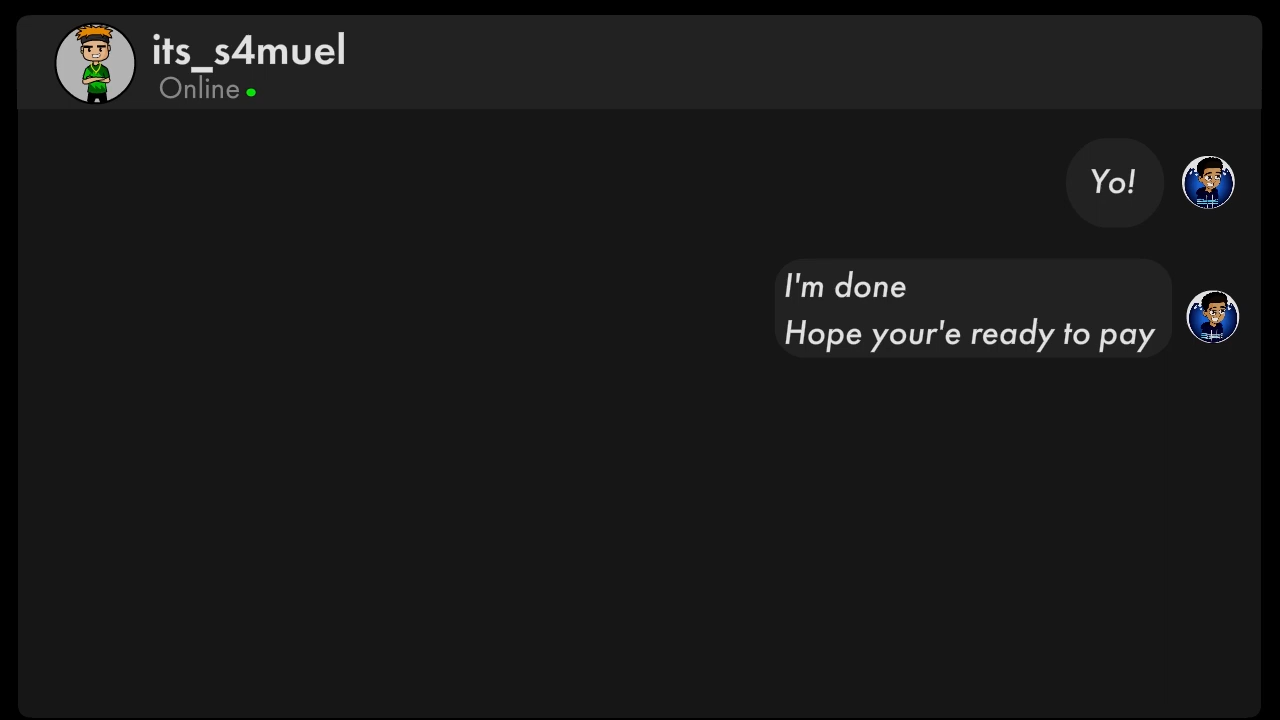 its_s4muel
Online
Yo!
I'm done
Hope your'e ready to pay